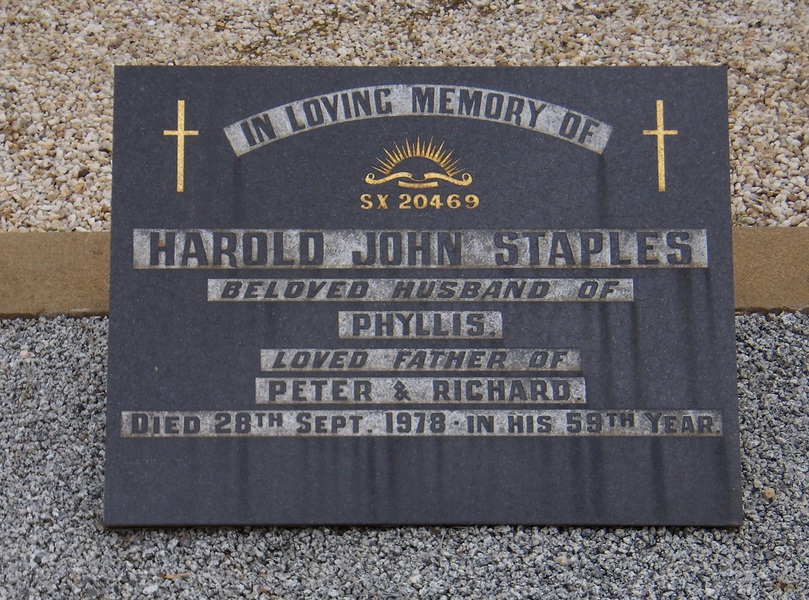 IN LOVING MEMORY OF
SX 20469
HAROLD JOHN STAPLES
BELOVED HUSBAND OF
PHYLLIS.
LOVED FATHER OF
PETER & RICHARD.
DIED 28TH SEPT. 1978 · IN HIS 59TH YEAR.